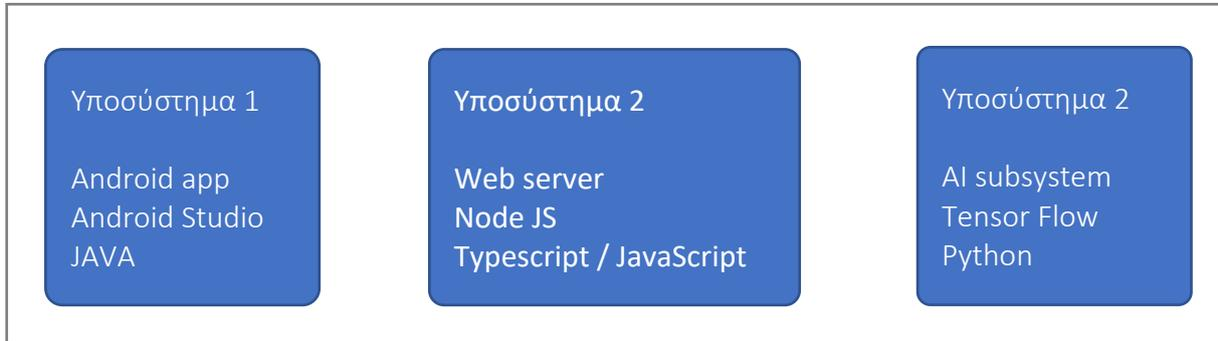 Υποσύστημα 1
Android app
Android Studio
JAVA
Υποσύστημα 2
Web server
Node JS
Typescript / JavaScript
Υποσύστημα 2
AI subsystem
Tensor Flow
Python